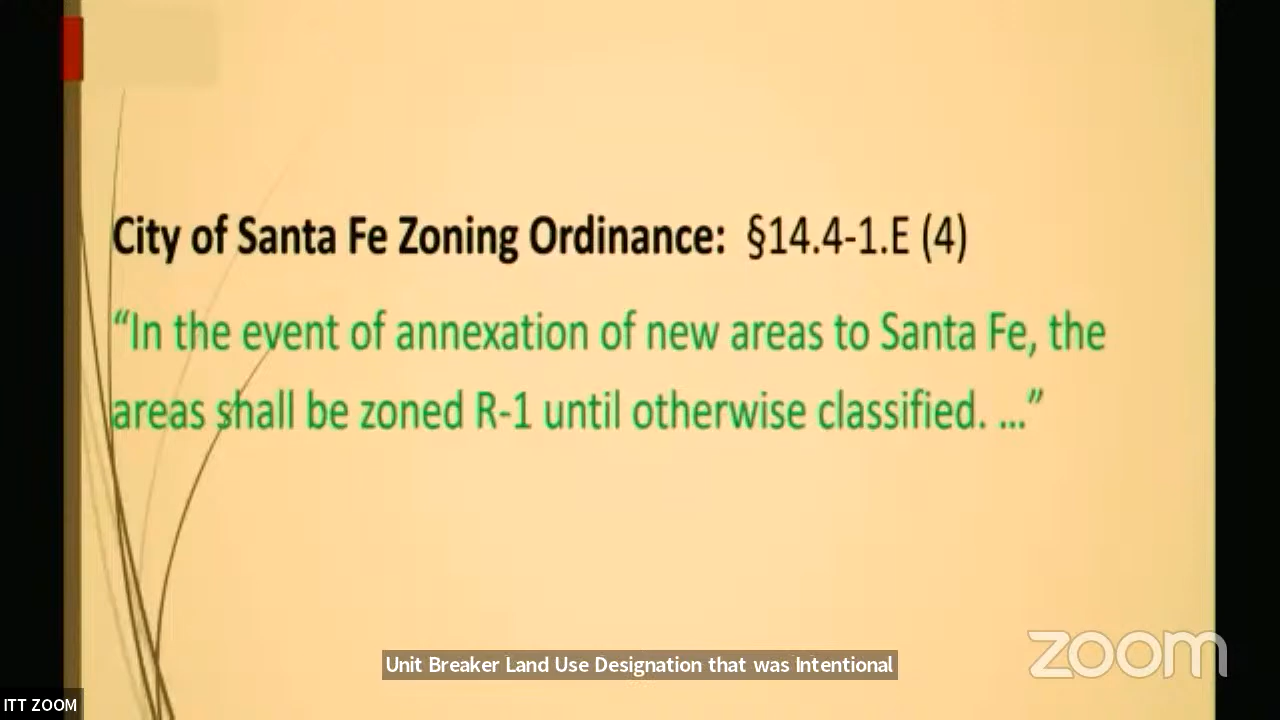 City of Santa Fe Zoning Ordinance: §14.4-1.E (4)
“In the event of annexation of new areas to Santa Fe, the
areas shall be zoned R-1 until otherwise classified. ...”
Unit Breaker Land Use Designation that was Intentional
zoom
ITT ZOOM